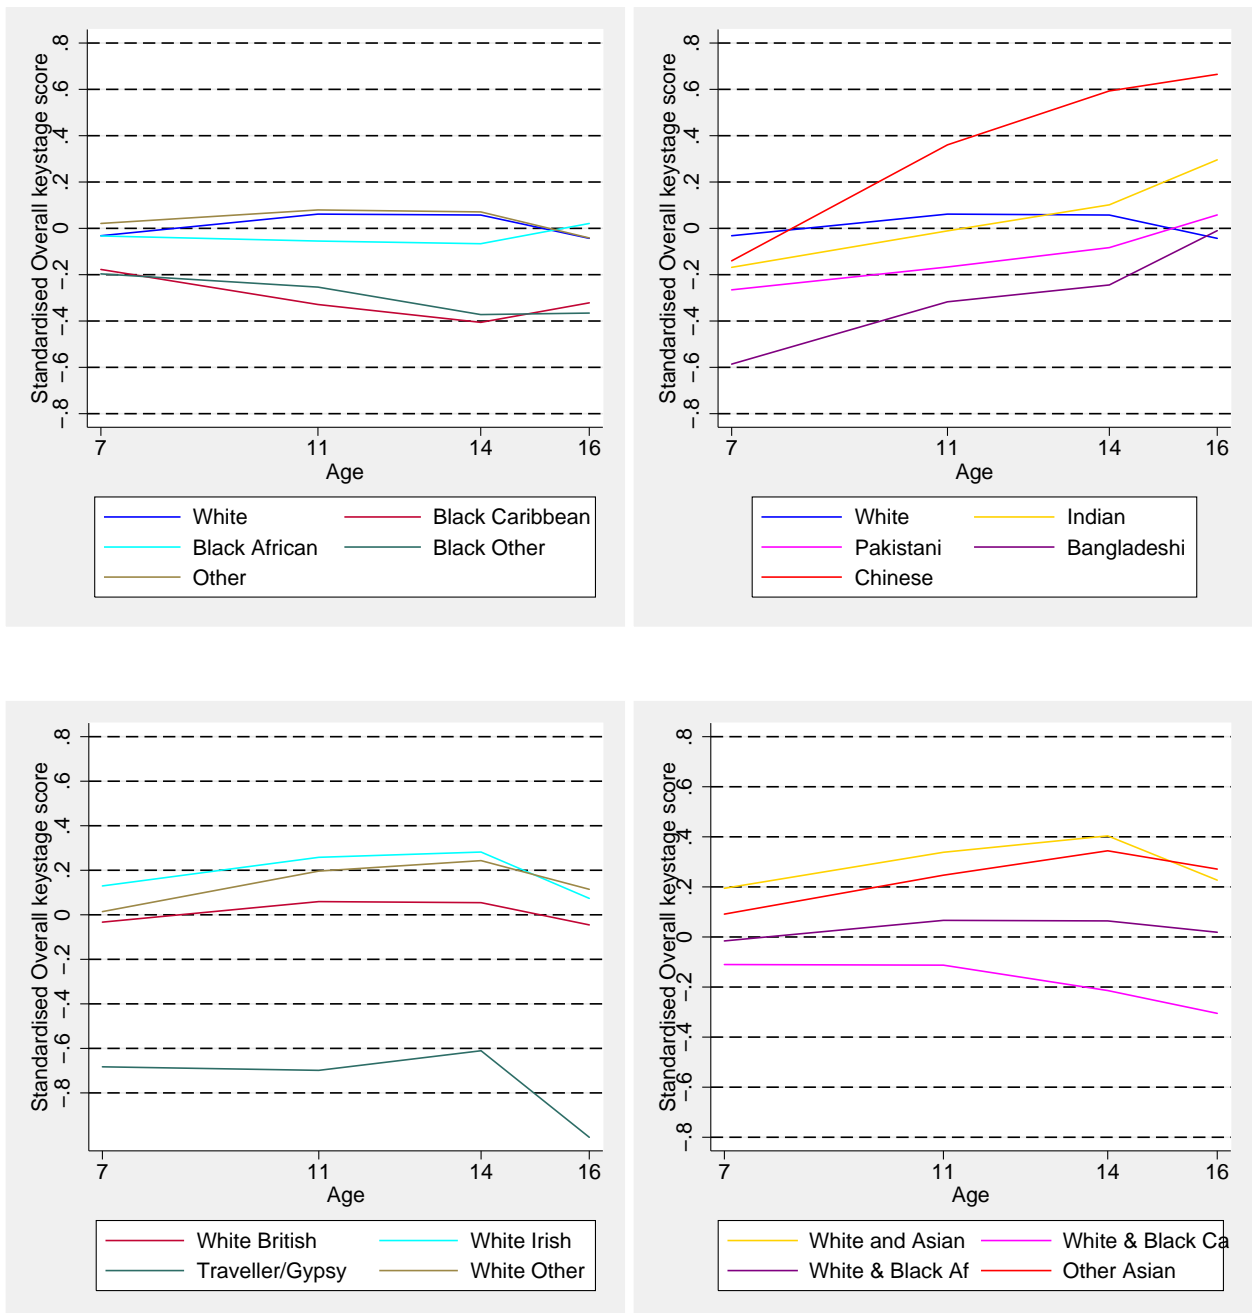 Standardised Overall keystage score
.8
.6
.4
.2
0
−.2
−.4
−.6
−.8
7 11 14 16
Age
White Black Caribbean
Black African Black Other
Other
Standardised Overall keystage score
.8
.6
.4
.2
0
−.2
−.4
−.6
−.8
7 11 14 16
Age
White Indian
Pakistani Bangladeshi
Chinese
Standardised Overall keystage score
.8
.6
.4
.2
0
−.2
−.4
−.6
−.8
7 11 14 16
Age
White British White Irish
Traveller/Gypsy White Other
Standardised Overall keystage score
.8
.6
.4
.2
0
−.2
−.4
−.6
−.8
7 11 14 16
Age
White and Asian White & Black Ca
White & Black Af Other Asian